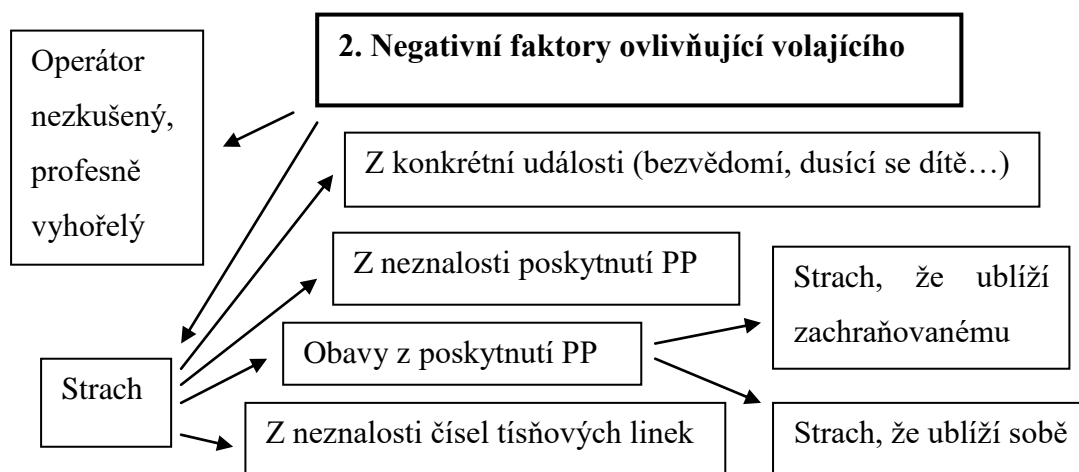 2. Negativní faktory ovlivňující volajícího
Operátor
nezkušený,
profesně
vyhořelý
Z konkrétní události (bezvědomí, dusící se dítě…)
Z neznalosti poskytnutí PP
Strach, že ublíží
zachraňovanému
Obavy z poskytnutí PP
Strach
Z neznalosti čísel tísňových linek
Strach, že ublíží sobě